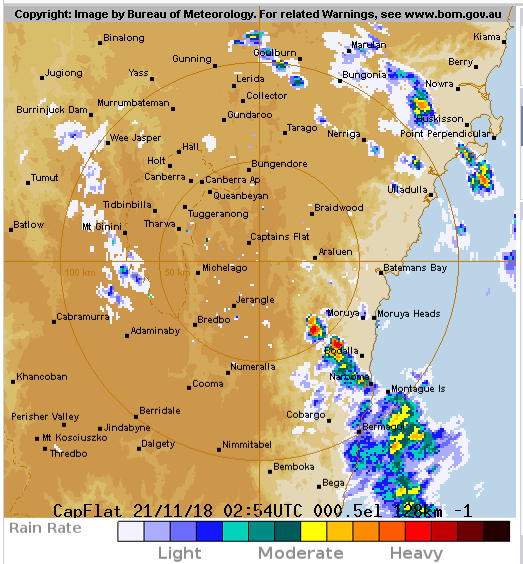 Copyright: Image by Bureau of Meteorology. For related Warnings, see www.bom.gov.au
Kiama
Binalong
Marulan
Goulburn
Gunning
Berry
Jugiong
Yass
Lerida
Bungonia
Nowra
Collector
Burrinjuck Dam
Murrumbateman
Gundaroo
Huskisson
Tarago
Nerriga
Point Perpendicular
Wee Jasper
Hall
Holt
Bungendore
Tumut
Canberra
Canberra Ap
Ulladulla
Queanbeyan
Tidbinbilla
Tuggeranong
Braidwood
Batlow
Mt Ginini
Tharwa
Captains Flat
Araluen
100 km
50 km
Michelago
Batemans Bay
Jerangle
Cabramurra
Bredbo
Moruya
Moruya Heads
Adaminaby
Bodalla
Numeralla
Khancoban
Cooma
Narooma
Montague Is
Perisher Valley
Berridale
Cobargo
Jindabyne
Bermagui
Mt Kosciuszko
Dalgety
Nimmitabel
Thredbo
Bemboka
Bega
CapFlat 21/11/18 02:54UTC 000.5el 128km -1
Rain Rate
Light Moderate Heavy